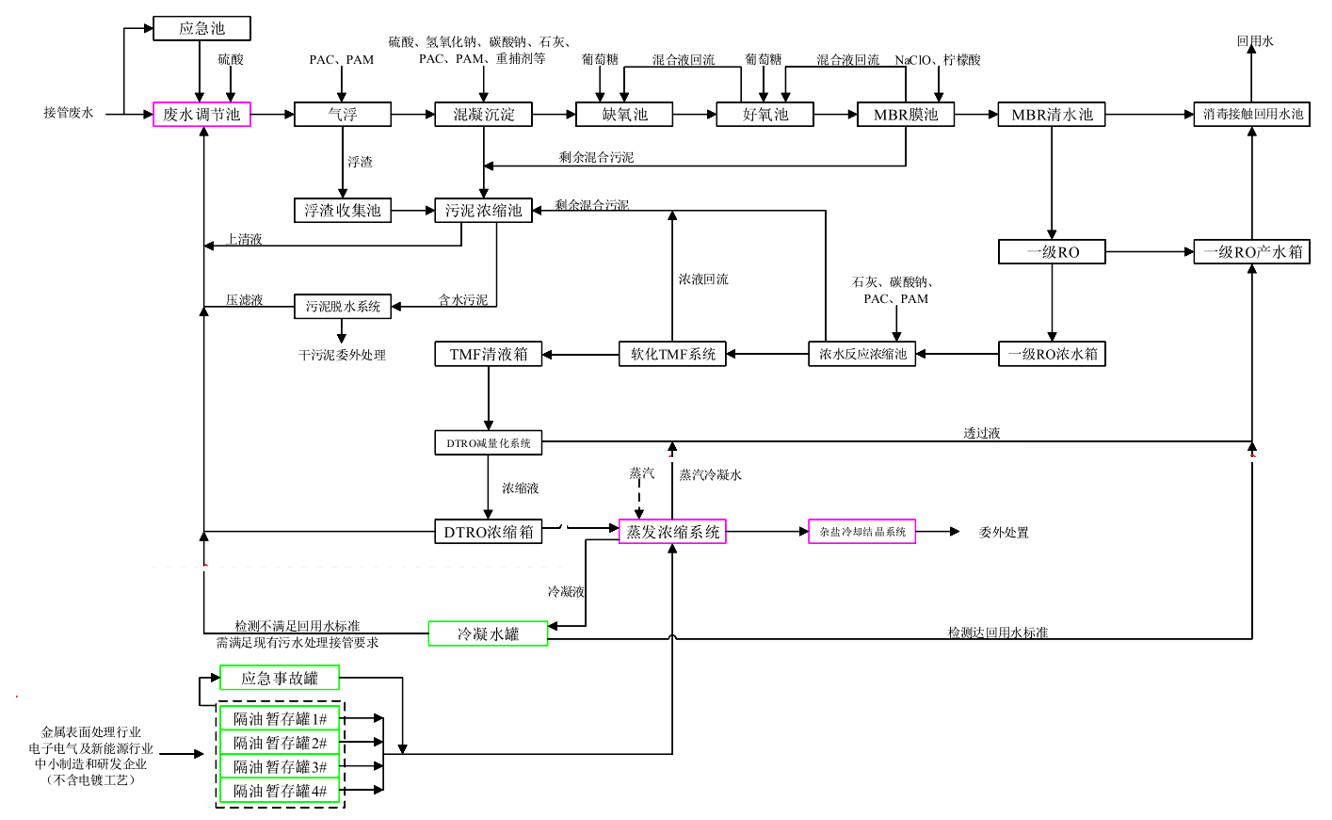 应急池
回用水
硫酸
PAC、PAM
硫酸、氢氧化钠、碳酸钠、石灰、
PAC、PAM、重捕剂等
葡萄糖
混合液回流
葡萄糖
混合液回流
NaClO、柠檬酸
接管废水
废水调节池
气浮
混凝沉淀
缺氧池
好氧池
MBR膜池
MBR清水池
消毒接触回用水池
浮渣
剩余混合污泥
浮渣收集池
污泥浓缩池
剩余混合污泥
上清液
一级RO
一级RO产水箱
浓液回流
石灰、碳酸钠、
PAC、PAM
压滤液
污泥脱水系统
含水污泥
干污泥委外处理
TMF清液箱
软化TMF系统
浓水反应浓缩池
一级RO浓水箱
DTRO减量化系统
透过液
浓缩液
蒸汽
蒸汽冷凝水
DTRO浓缩箱
蒸发浓缩系统
杂盐冷却结晶系统
委外处置
冷凝液
检测不满足回用水标准
需满足现有污水处理接管要求
冷凝水罐
检测达回用水标准
应急事故罐
隔油暂存罐1#
隔油暂存罐2#
隔油暂存罐3#
隔油暂存罐4#
金属表面处理行业
电子电气及新能源行业
中小制造和研发企业
（不含电镀工艺）